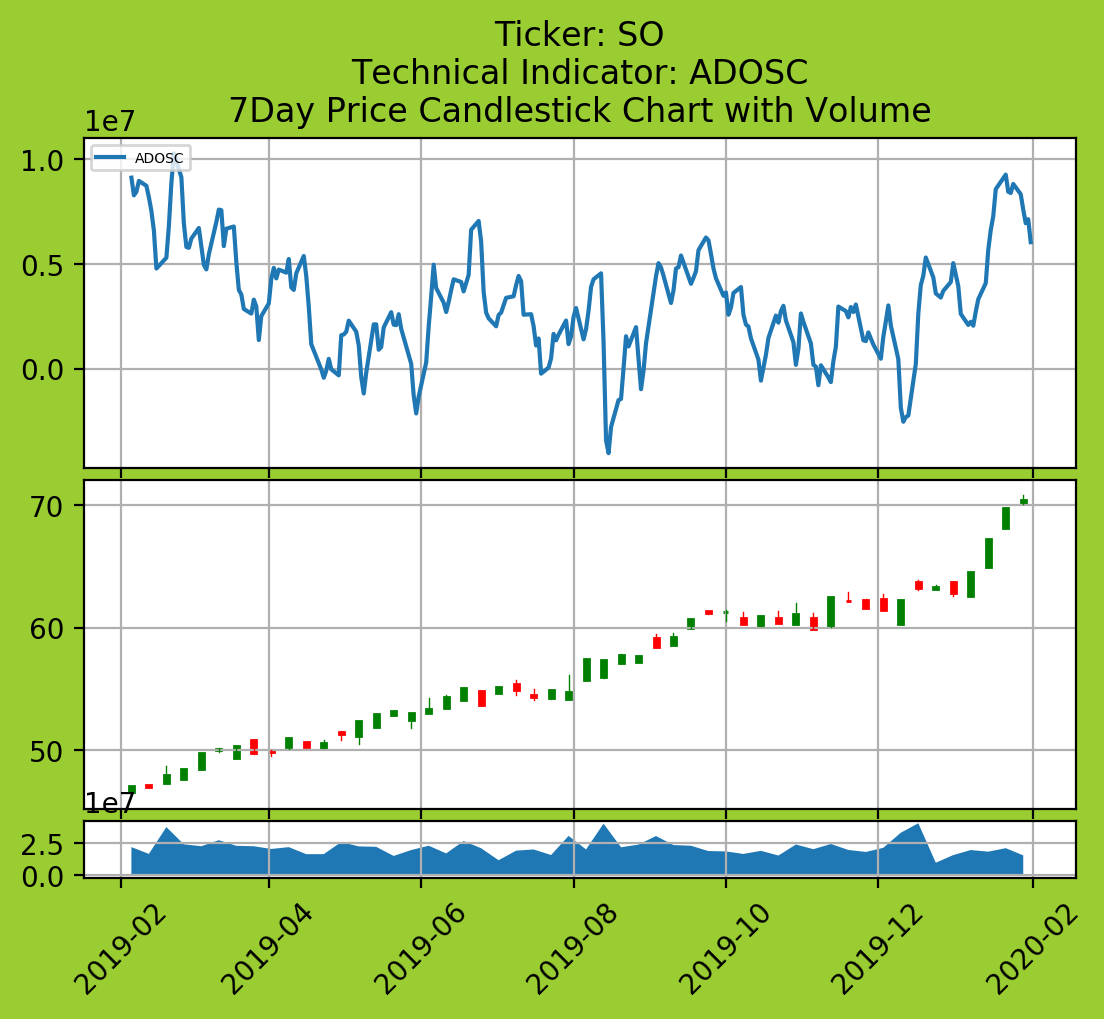 Ticker: SO
Technical Indicator: ADOSC
7Day Price Candlestick Chart with Volume
1e7
ADOSC
1.0
0.5
0.0
70
60
50
1e7
2.5
0.0
2019-02
2019-04
2019-06
2019-08
2019-10
2019-12
2020-02